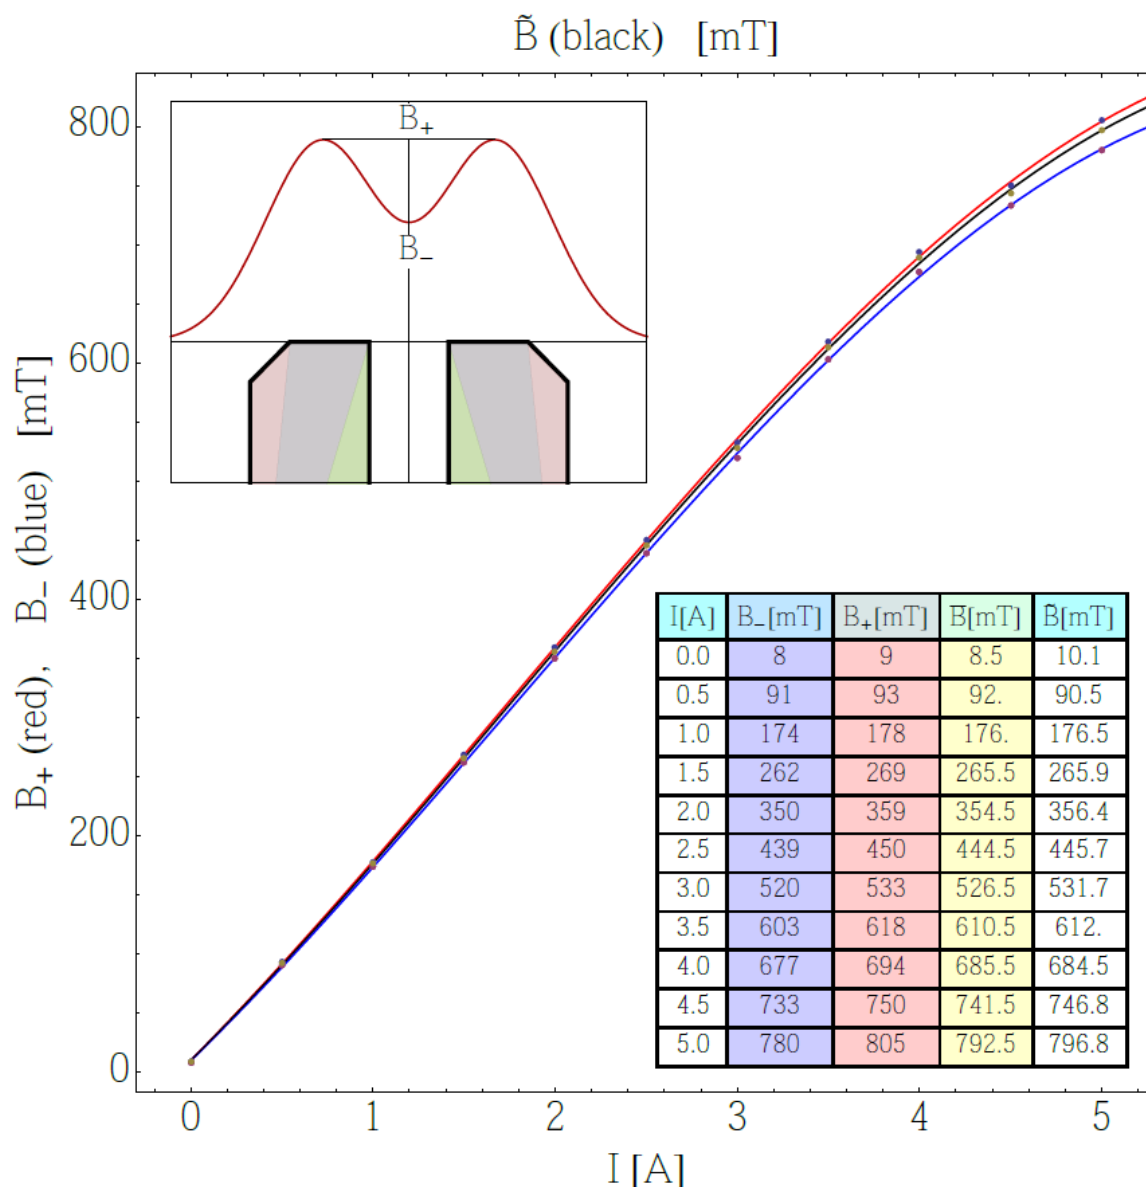 B̃ (black) [mT]
B₊ (red), B₋ (blue) [mT]
800
600
400
200
0
B₊
B₋
I[A] B₋[mT] B₊[mT] B̅[mT] B̃[mT]
0.0 8 9 8.5 10.1
0.5 91 93 92. 90.5
1.0 174 178 176. 176.5
1.5 262 269 265.5 265.9
2.0 350 359 354.5 356.4
2.5 439 450 444.5 445.7
3.0 520 533 526.5 531.7
3.5 603 618 610.5 612.
4.0 677 694 685.5 684.5
4.5 733 750 741.5 746.8
5.0 780 805 792.5 796.8
0 1 2 3 4 5
I [A]